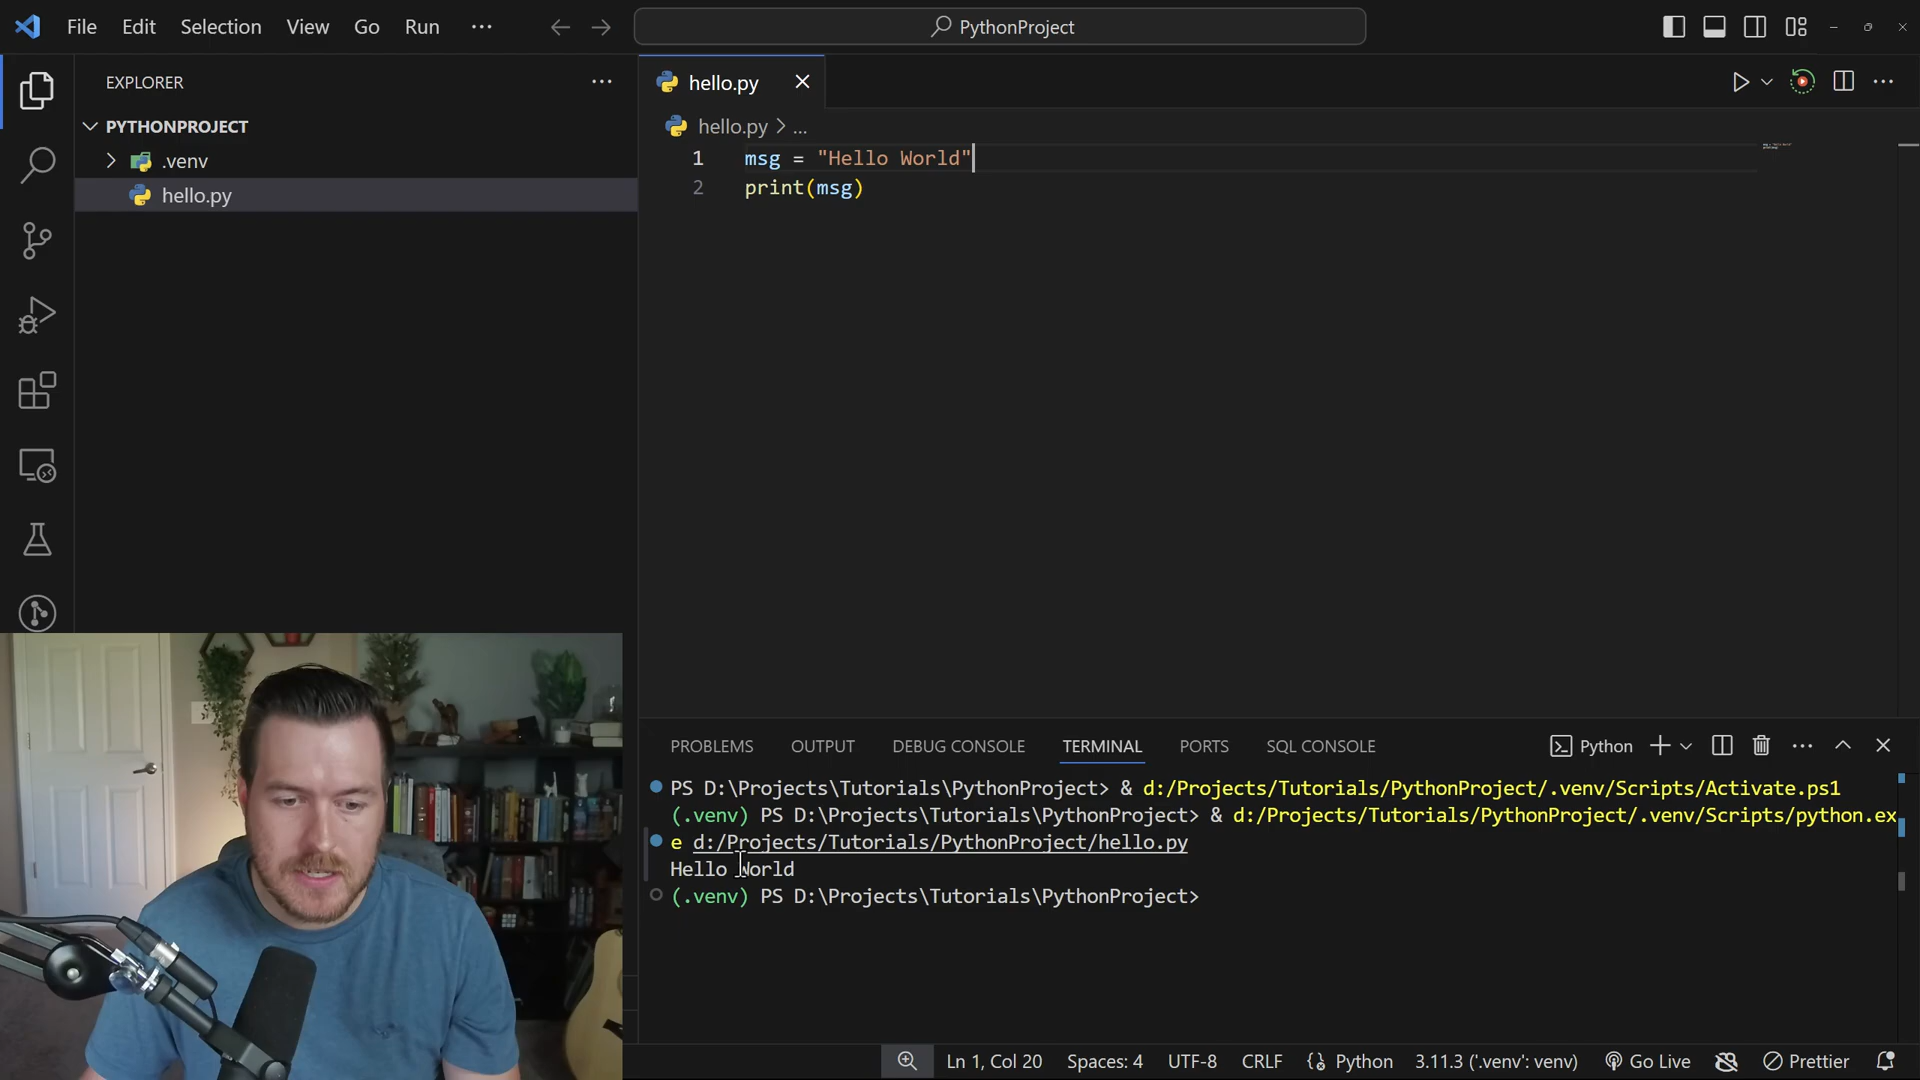 File Edit Selection View Go Run ··· PythonProject
EXPLORER ···
PYTHONPROJECT
.venv
hello.py
hello.py
hello.py > ...
1 msg = "Hello World"
2 print(msg)
PROBLEMS OUTPUT DEBUG CONSOLE TERMINAL PORTS SQL CONSOLE Python
PS D:\Projects\Tutorials\PythonProject> & d:/Projects/Tutorials/PythonProject/.venv/Scripts/Activate.ps1
(.venv) PS D:\Projects\Tutorials\PythonProject> & d:/Projects/Tutorials/PythonProject/.venv/Scripts/python.ex
e d:/Projects/Tutorials/PythonProject/hello.py
Hello World
(.venv) PS D:\Projects\Tutorials\PythonProject>
Ln 1, Col 20 Spaces: 4 UTF-8 CRLF {} Python 3.11.3 ('.venv': venv) Go Live Prettier